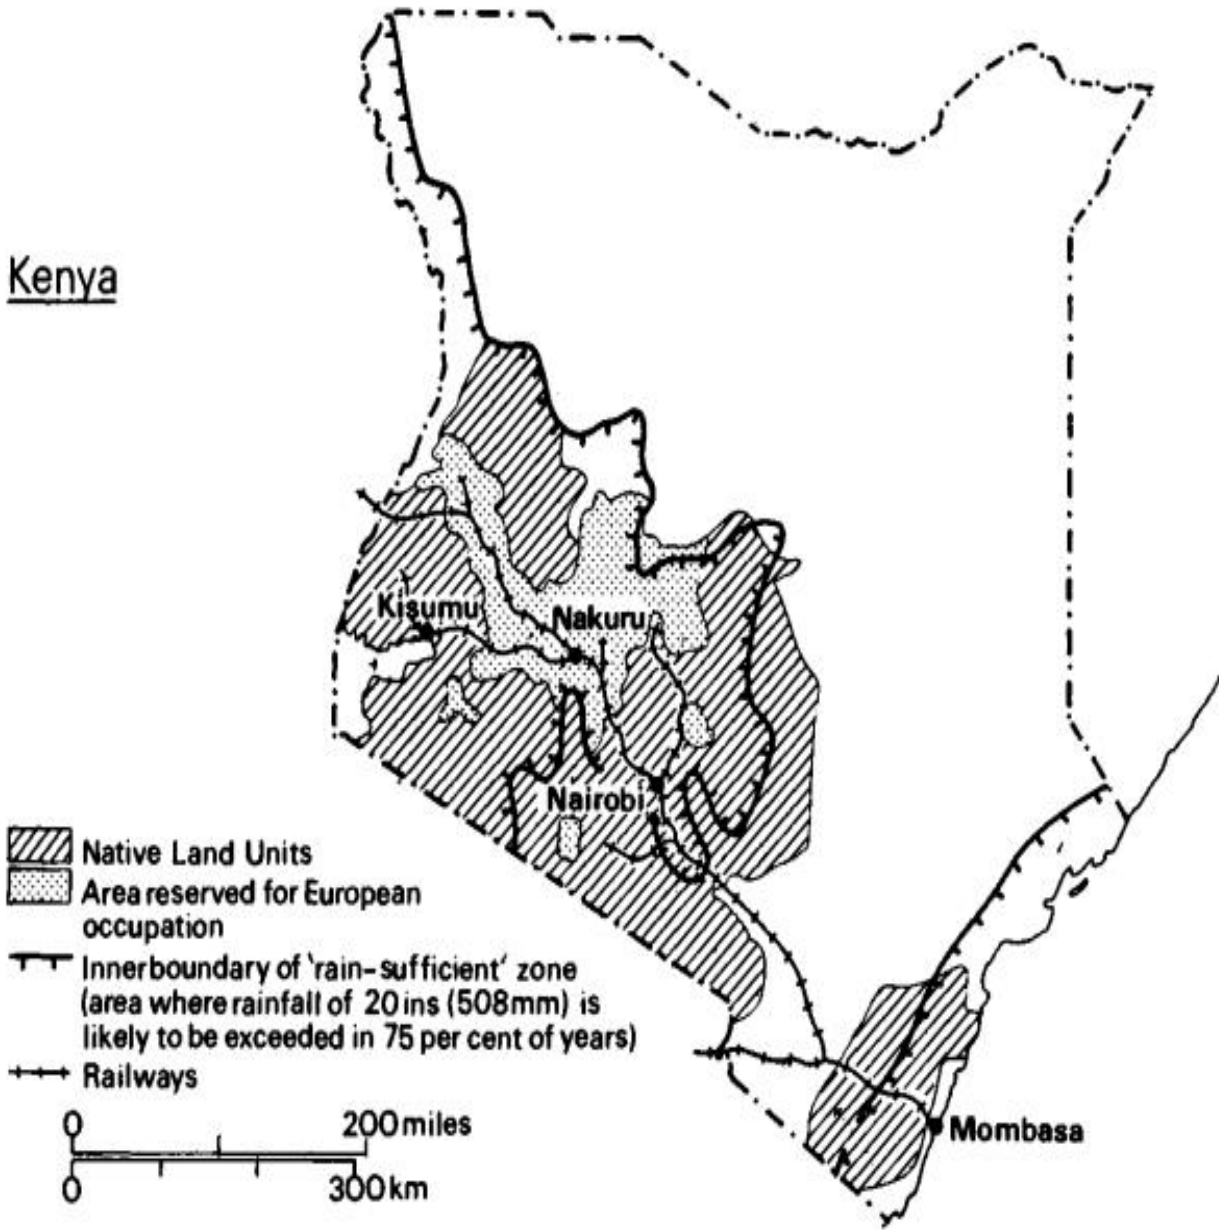 Kenya
Kisumu
Nakuru
Nairobi
Native Land Units
Area reserved for European
occupation
Inner boundary of 'rain-sufficient' zone
(area where rainfall of 20 ins (508mm) is
likely to be exceeded in 75 per cent of years)
Railways
0 200 miles
0 300 km
Mombasa